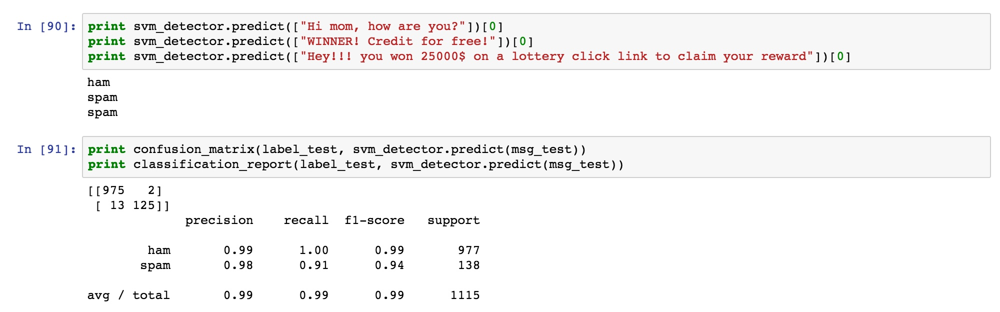 In [90]: print svm_detector.predict(["Hi mom, how are you?"])[0]
print svm_detector.predict(["WINNER! Credit for free!"])[0]
print svm_detector.predict(["Hey!!! you won 25000$ on a lottery click link to claim your reward"])[0]
ham
spam
spam
In [91]: print confusion_matrix(label_test, svm_detector.predict(msg_test))
print classification_report(label_test, svm_detector.predict(msg_test))
[[975   2]
[ 13 125]]
precision    recall  f1-score   support
ham       0.99      1.00      0.99       977
spam       0.98      0.91      0.94       138
avg / total       0.99      0.99      0.99      1115